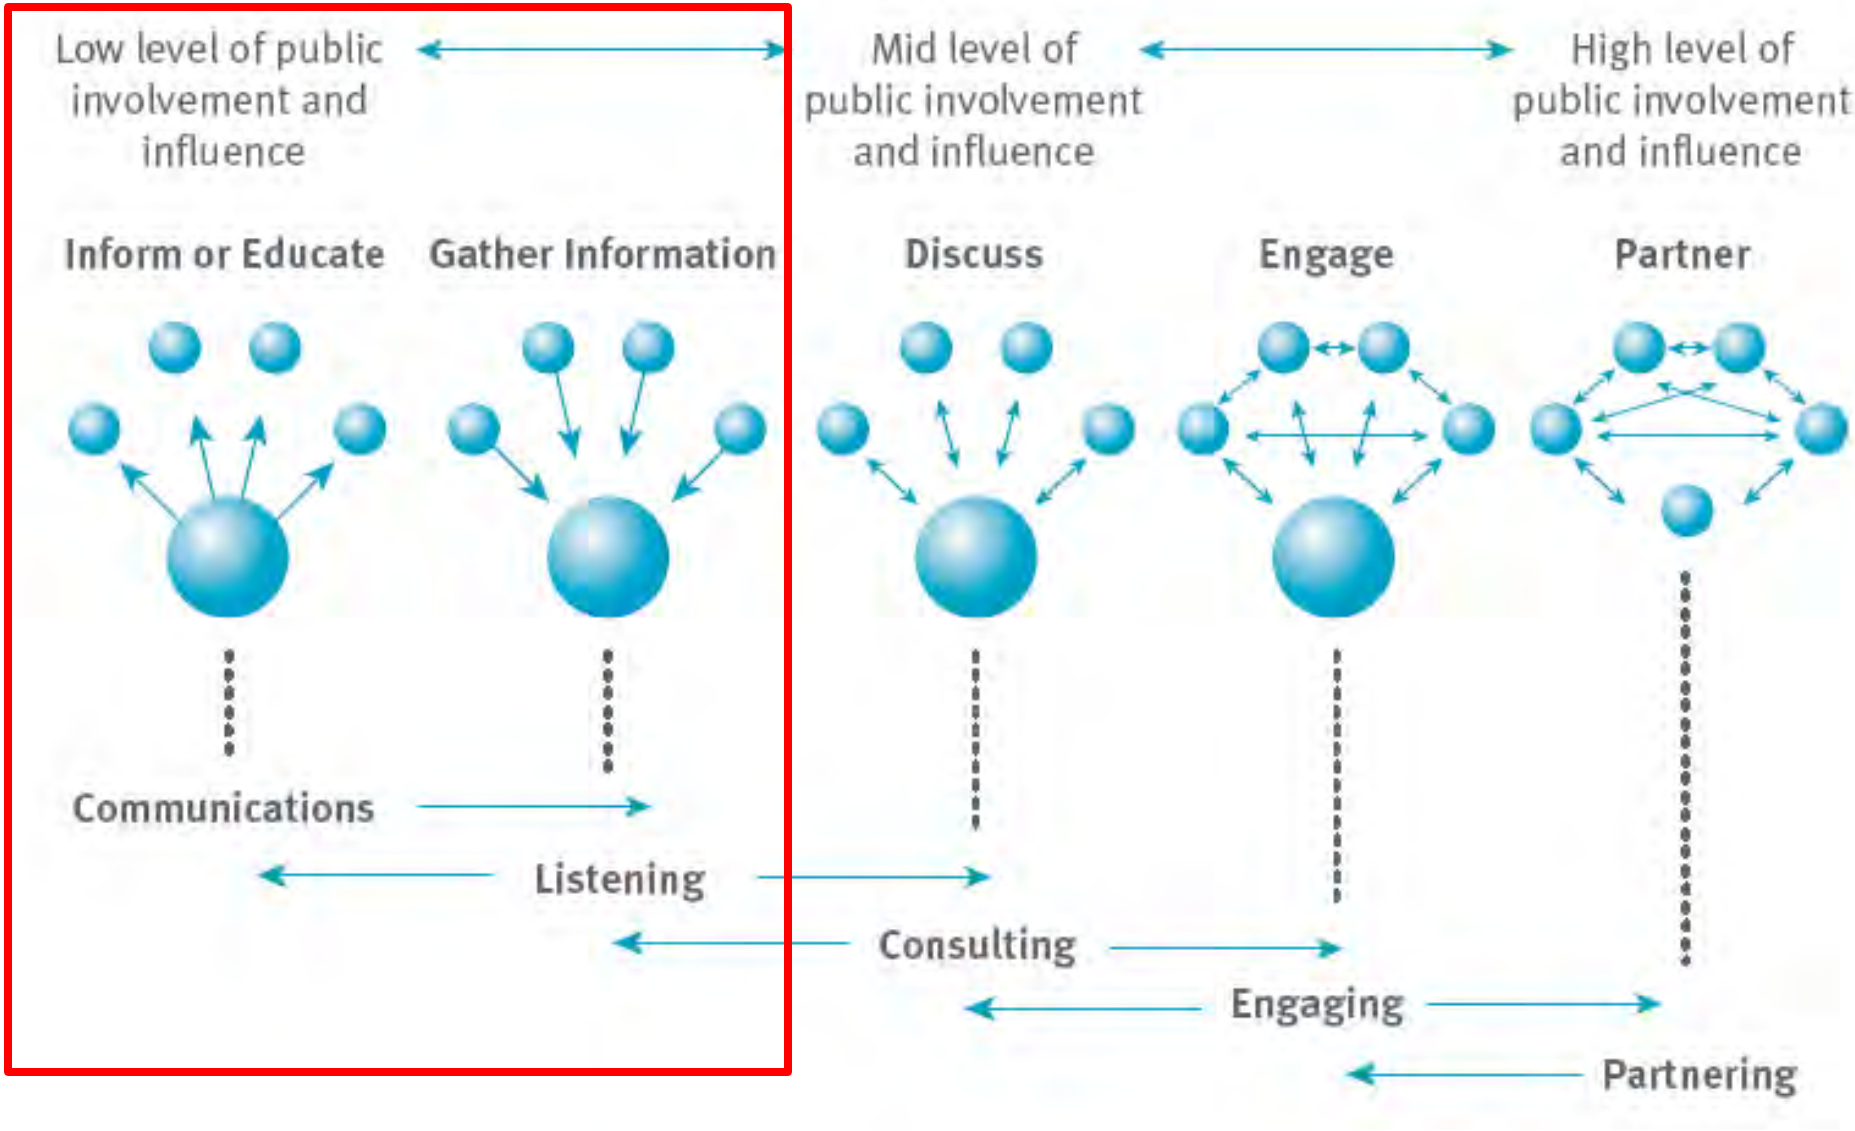 Low level of public
involvement and
influence
Mid level of
public involvement
and influence
High level of
public involvement
and influence
Inform or Educate
Gather Information
Discuss
Engage
Partner
Communications
Listening
Consulting
Engaging
Partnering